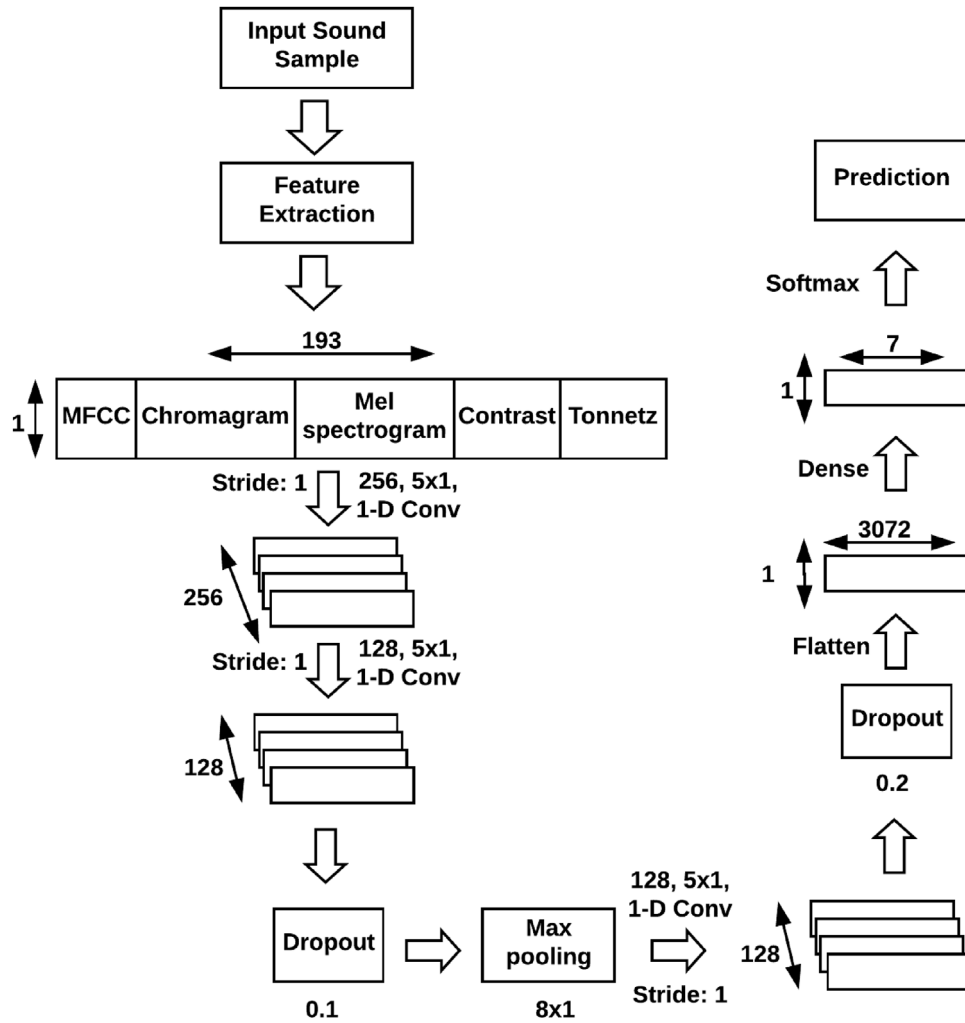 Input Sound
Sample
Feature
Extraction
193
1
MFCC
Chromagram
Mel
spectrogram
Contrast
Tonnetz
Stride: 1
256, 5x1,
1-D Conv
256
Stride: 1
128, 5x1,
1-D Conv
128
Dropout
0.1
Max
pooling
8x1
128, 5x1,
1-D Conv
Stride: 1
128
Dropout
0.2
Flatten
3072
1
Dense
7
1
Softmax
Prediction